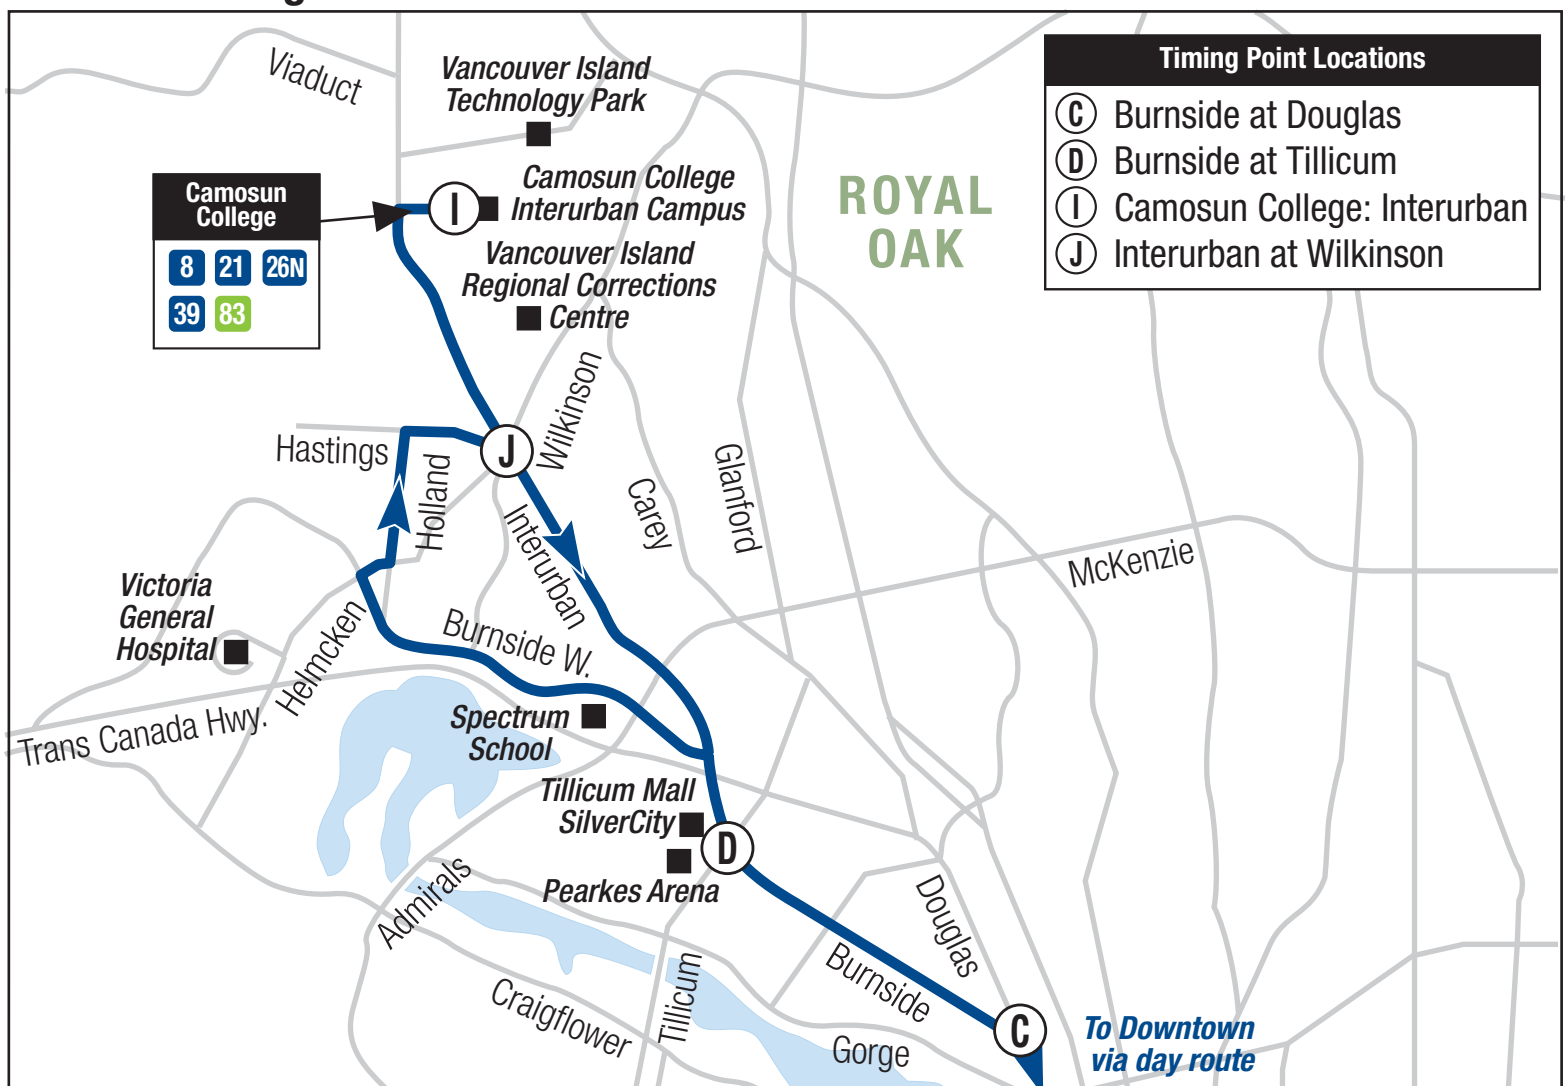 Viaduct
Vancouver Island
Technology Park
Camosun
College
8 21 26N
39 83
I
Camosun College
Interurban Campus
Vancouver Island
Regional Corrections
Centre
ROYAL
OAK
Timing Point Locations
C Burnside at Douglas
D Burnside at Tillicum
I Camosun College: Interurban
J Interurban at Wilkinson
Wilkinson
Hastings
J
Holland
Interurban
Carey
Glanford
McKenzie
Victoria
General
Hospital
Helmcken
Burnside W.
Trans Canada Hwy.
Spectrum
School
Tillicum Mall
SilverCity
D
Pearkes Arena
Admirals
Douglas
Burnside
Tillicum
Craigflower
Gorge
C
To Downtown
via day route